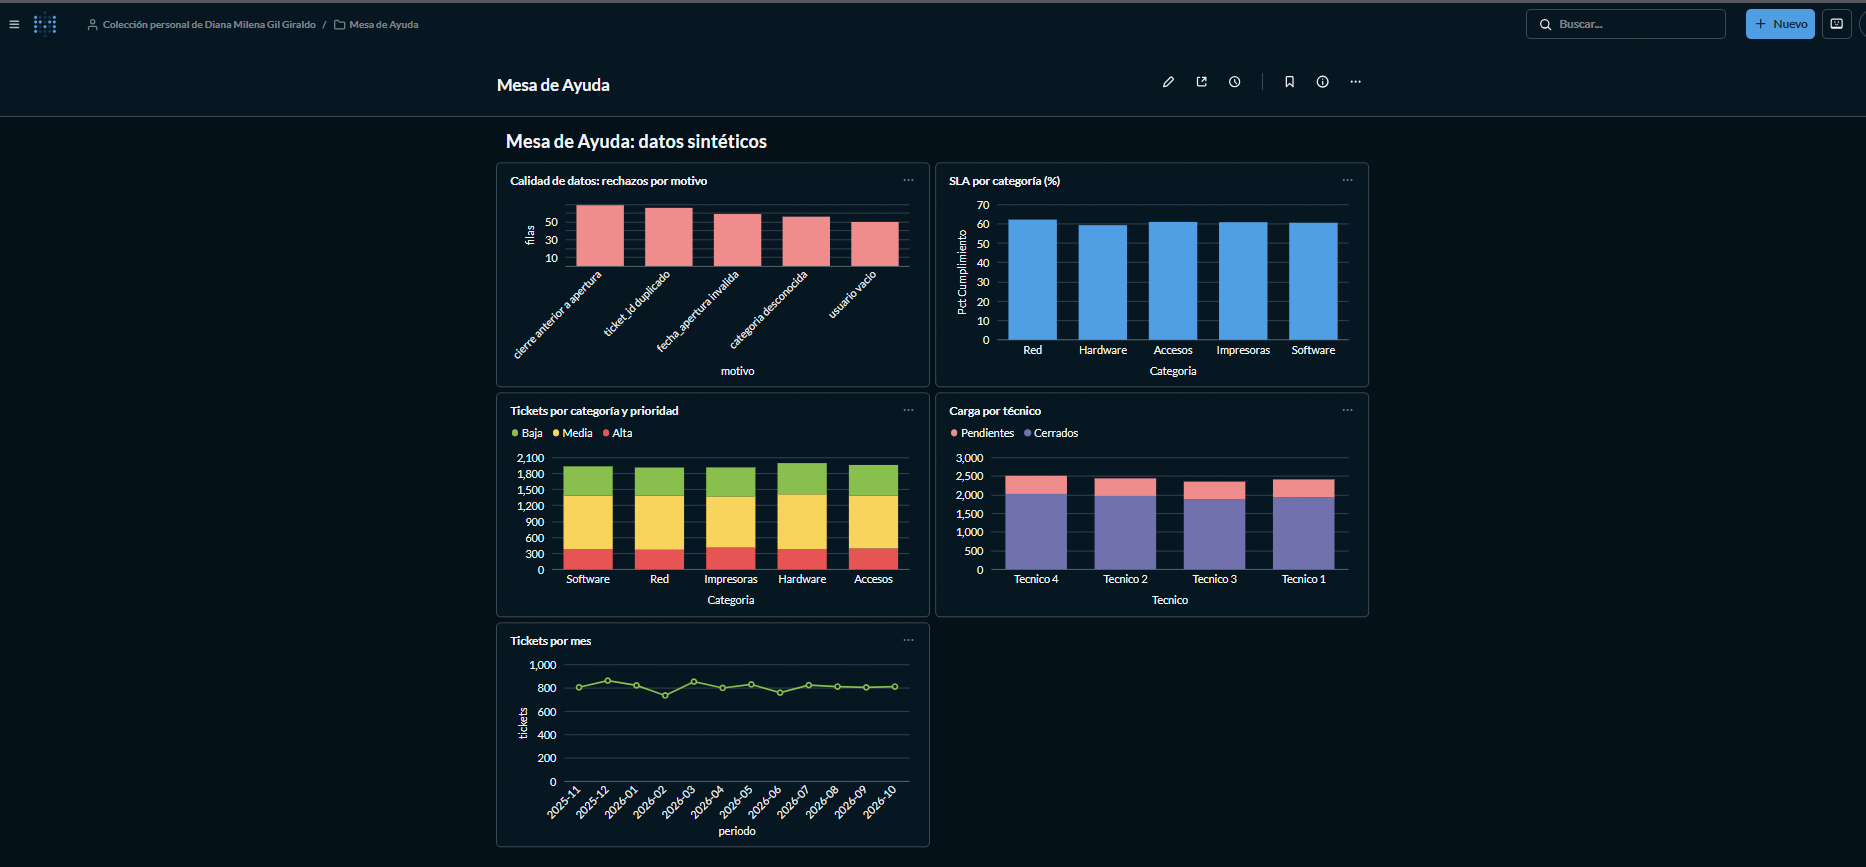 Colección personal de Diana Milena Gil Giraldo / Mesa de Ayuda
Buscar...
Nuevo
Mesa de Ayuda
Mesa de Ayuda: datos sintéticos
Calidad de datos: rechazos por motivo
filas
50
30
10
cierre anterior a apertura
ticket_id duplicado
fecha_apertura invalida
categoria desconocida
usuario vacio
motivo
SLA por categoría (%)
Pct Cumplimiento
70
60
50
40
30
20
10
0
Red Hardware Accesos Impresoras Software
Categoria
Tickets por categoría y prioridad
Baja Media Alta
2,100
1,800
1,500
1,200
900
600
300
0
Software Red Impresoras Hardware Accesos
Categoria
Carga por técnico
Pendientes Cerrados
3,000
2,500
2,000
1,500
1,000
500
0
Tecnico 4 Tecnico 2 Tecnico 3 Tecnico 1
Tecnico
Tickets por mes
tickets
1,000
800
600
400
200
0
2025-11 2025-12 2026-01 2026-02 2026-03 2026-04 2026-05 2026-06 2026-07 2026-08 2026-09 2026-10
periodo